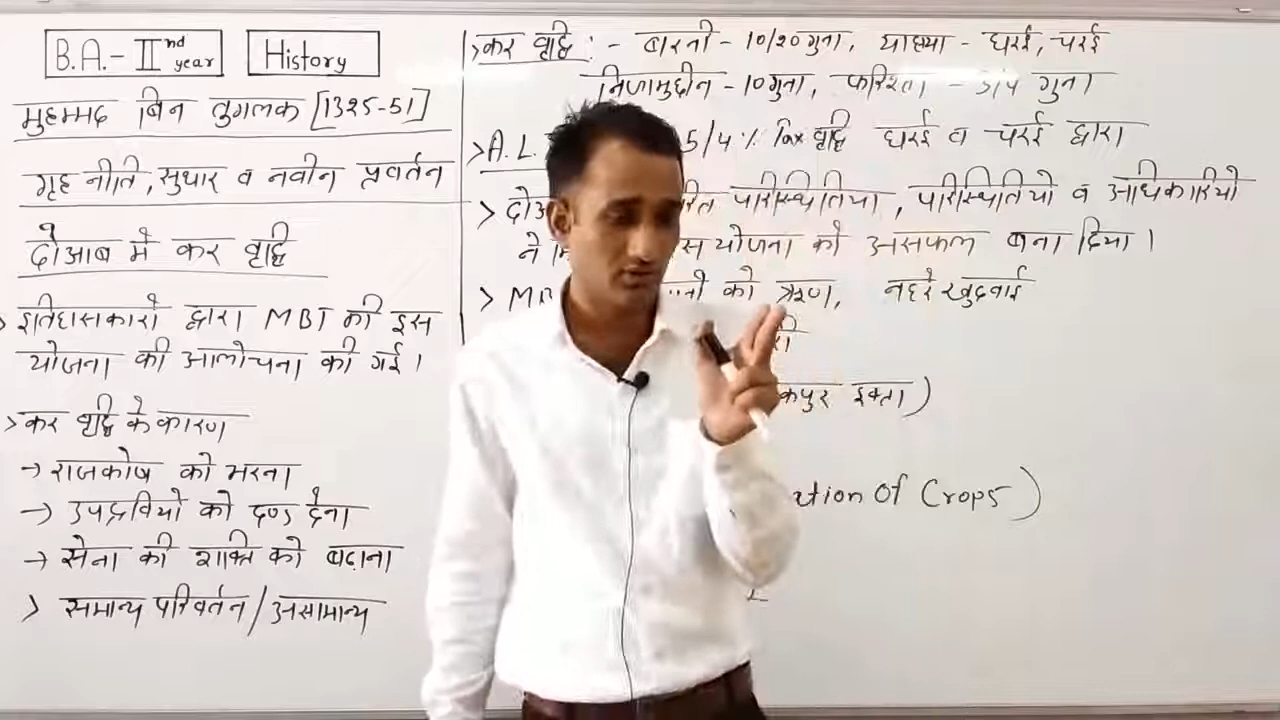 B.A.- IInd year
History
मुहम्मद बिन तुगलक [1325-51]
गृह नीति, सुधार व नवीन प्रवर्तन
दोआब मे कर वृद्धि
इतिहासकारो द्वारा MBT की इस
योजना की आलोचना की गई।
> कर वृद्धि के कारण
→ राजकोष को भरना
→ उपद्रवियों को दण्ड देना
→ सेना की शक्ति को बढ़ाना
> समान्य परिवर्तन / असामान्य
> कर वृद्धि : - बरनी - 10/20 गुना, याहया - घरई, चरई
निजामुद्दीन - 10 गुना, फरिश्ता - 3/4 गुना
> A. L. 5/4 % Tax वृद्धि घरई व चरई द्वारा
> परिस्थितिया, परिस्थितियो व अधिकारियो
ने योजना को असफल बना दिया।
> को ऋण, नहरे खुदवाई
इक्ता)
Of Crops)